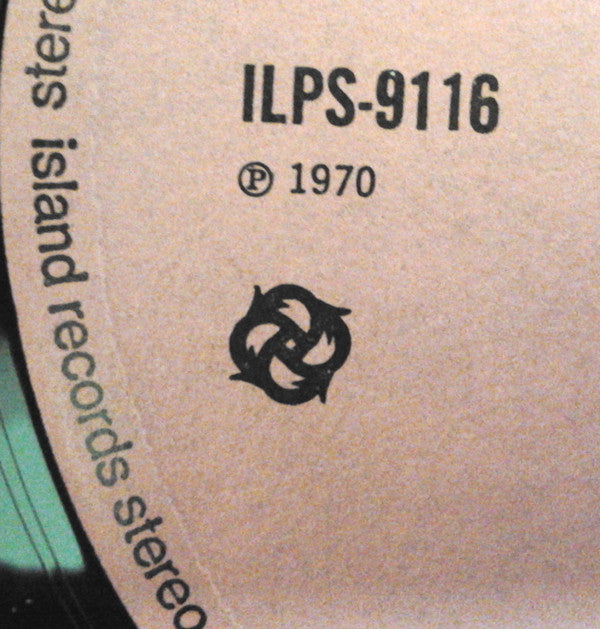 ILPS-9116
℗ 1970
stere
island records stereo